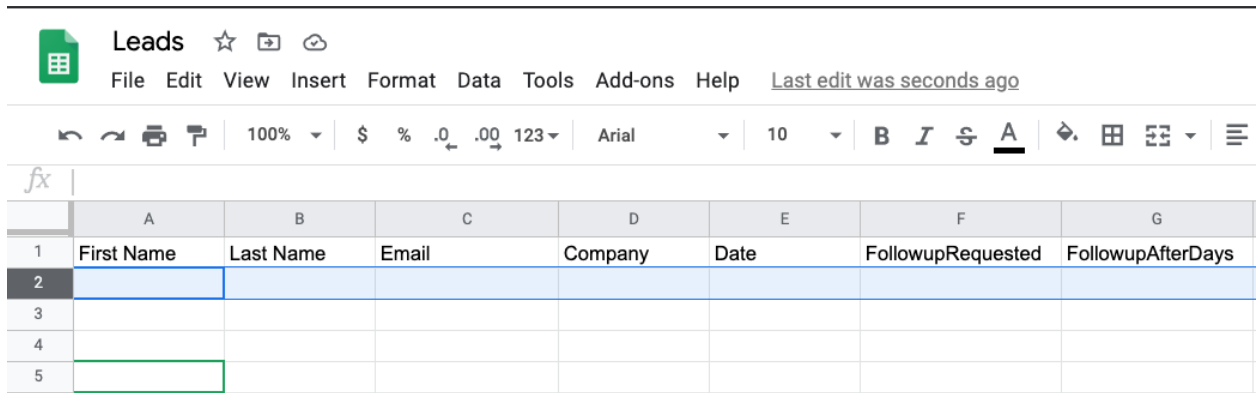 Leads
File Edit View Insert Format Data Tools Add-ons Help Last edit was seconds ago
100% $ % .0 .00 123 Arial 10 B I S A
fx
A B C D E F G
1 First Name Last Name Email Company Date FollowupRequested FollowupAfterDays
2
3
4
5